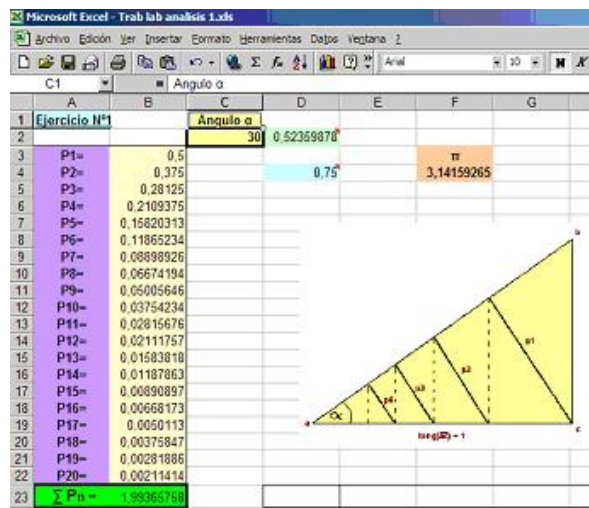 Microsoft Excel - Trab lab analisis 1.xls
Archivo Edición Ver Insertar Formato Herramientas Datos Ventana ?
Arial 10 N K
C1 = Angulo α
A B C D E F G
1 Ejercicio Nº1 Angulo α
2 30 0,52359878
3 P1= 0,5 π
4 P2= 0,375 0,75 3,14159265
5 P3= 0,28125
6 P4= 0,2109375
7 P5= 0,15820313
8 P6= 0,11865234
9 P7= 0,08898926
10 P8= 0,06674194
11 P9= 0,05005646
12 P10= 0,03754234
13 P11= 0,02815676
14 P12= 0,02111757
15 P13= 0,01583818
16 P14= 0,01187863
17 P15= 0,00890897
18 P16= 0,00668173
19 P17= 0,0050113
20 P18= 0,00375847
21 P19= 0,00281886
22 P20= 0,00211414
23 ∑ Pn = 1,99365758
b
p1
p2
p3
p4
a α c